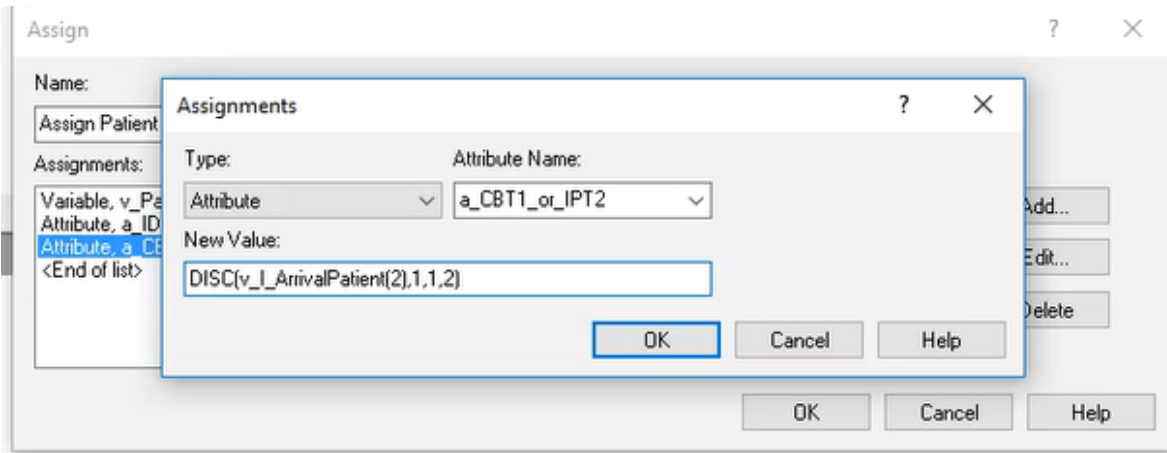 Assign ? ×
Name:
Assign Patient
Assignments:
Variable, v_Pa
Attribute, a_ID
Attribute, a_CB
<End of list>
Assignments ? ×
Type: Attribute Name:
Attribute a_CBT1_or_IPT2
New Value:
DISC(v_I_ArrivalPatient(2),1,1,2)
OK Cancel Help
Add...
Edit...
Delete
OK Cancel Help